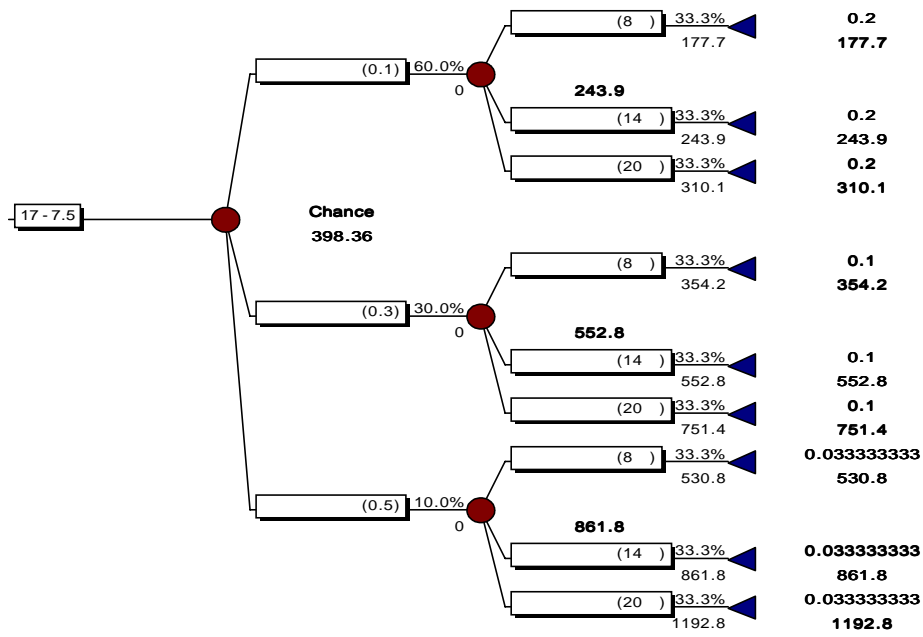 (8 ) 33.3% 0.2
177.7 177.7
(0.1) 60.0%
0 243.9
(14 ) 33.3% 0.2
243.9 243.9
(20 ) 33.3% 0.2
310.1 310.1
17 - 7.5 Chance
398.36
(8 ) 33.3% 0.1
354.2 354.2
(0.3) 30.0%
0 552.8
(14 ) 33.3% 0.1
552.8 552.8
(20 ) 33.3% 0.1
751.4 751.4
(8 ) 33.3% 0.033333333
530.8 530.8
(0.5) 10.0%
0 861.8
(14 ) 33.3% 0.033333333
861.8 861.8
(20 ) 33.3% 0.033333333
1192.8 1192.8